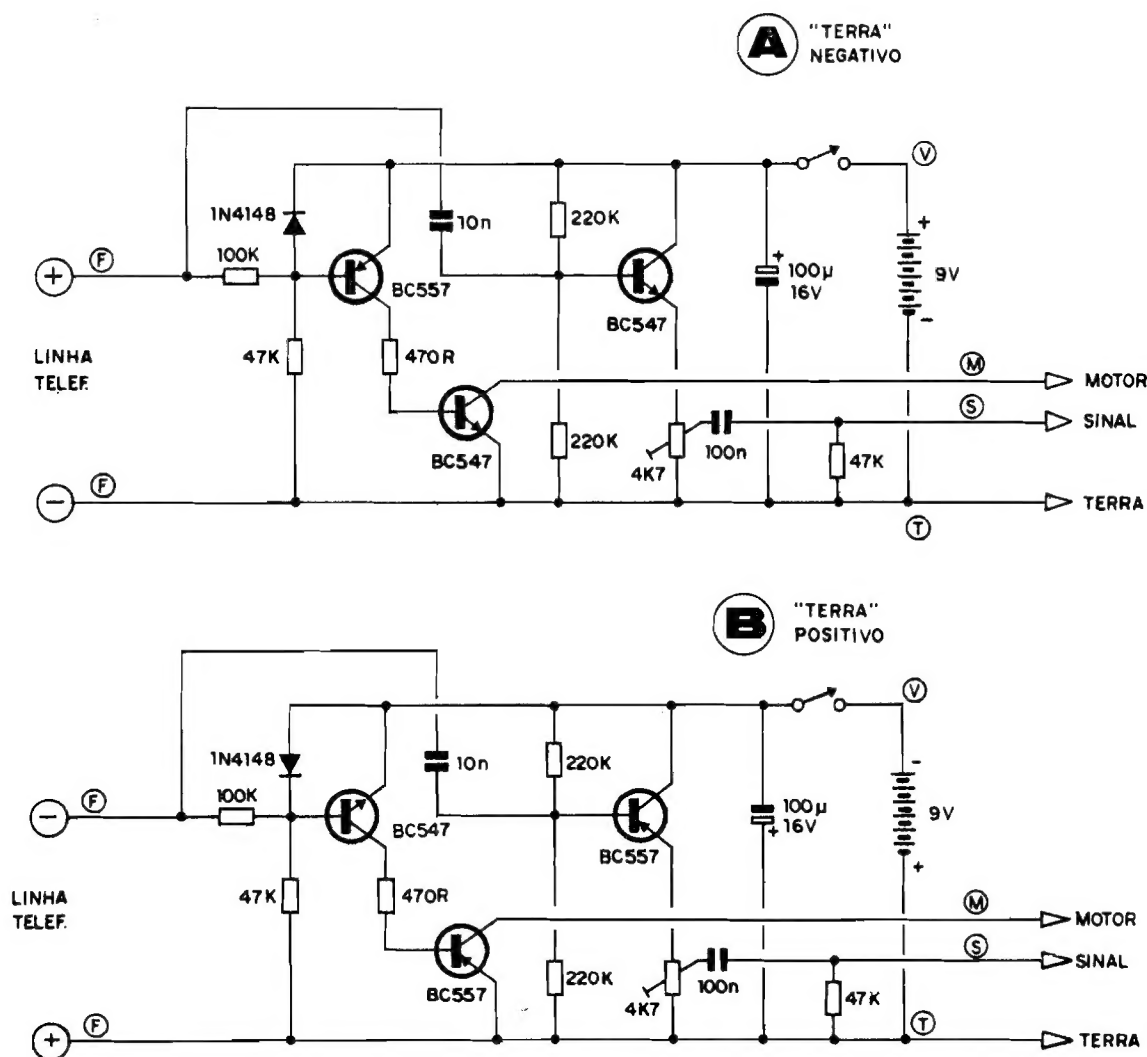 A
"TERRA"
NEGATIVO
V
1N4148
10n
220K
+
F
100K
+
BC557
BC547
+
100µ
16V
9V
-
LINHA
TELEF.
47K
470R
M
MOTOR
S
SINAL
BC547
220K
4K7
100n
47K
-
F
TERRA
T
B
"TERRA"
POSITIVO
V
1N4148
10n
220K
-
-
F
100K
BC547
BC557
100µ
16V
+
9V
+
LINHA
TELEF.
47K
470R
M
MOTOR
S
SINAL
BC557
220K
4K7
100n
47K
T
+
F
TERRA